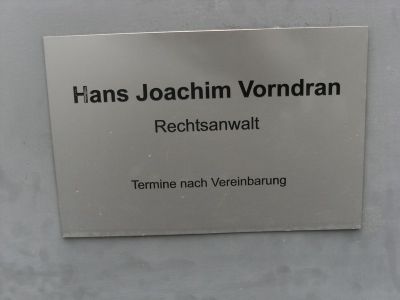 Hans Joachim Vorndran
Rechtsanwalt
Termine nach Vereinbarung